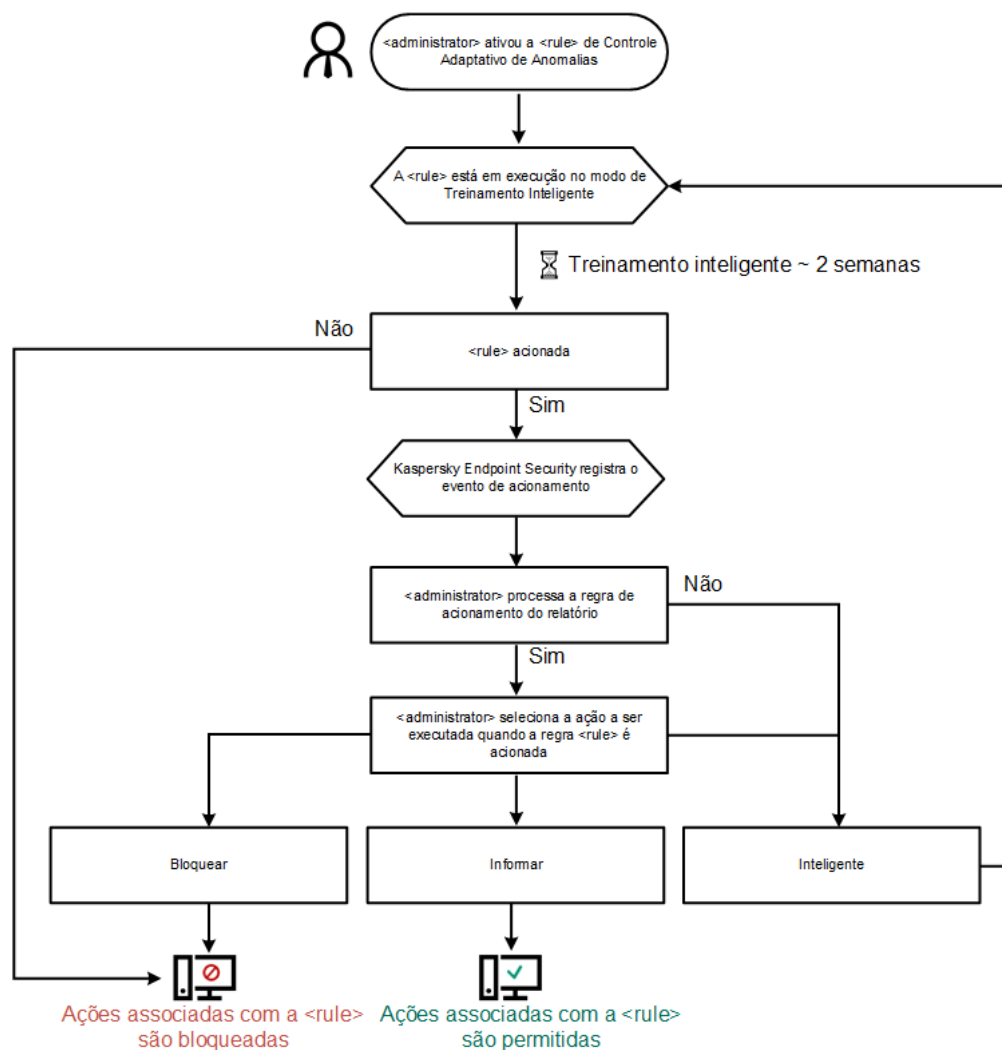 <administrator> ativou a <rule> de Controle
Adaptativo de Anomalias
A <rule> está em execução no modo de
Treinamento Inteligente
Treinamento inteligente ~ 2 semanas
Não
<rule> acionada
Sim
Kaspersky Endpoint Security registra o
evento de acionamento
Não
<administrator> processa a regra de
acionamento do relatório
Sim
<administrator> seleciona a ação a ser
executada quando a regra <rule> é
acionada
Bloquear
Informar
Inteligente
Ações associadas com a <rule>
são bloqueadas
Ações associadas com a <rule>
são permitidas